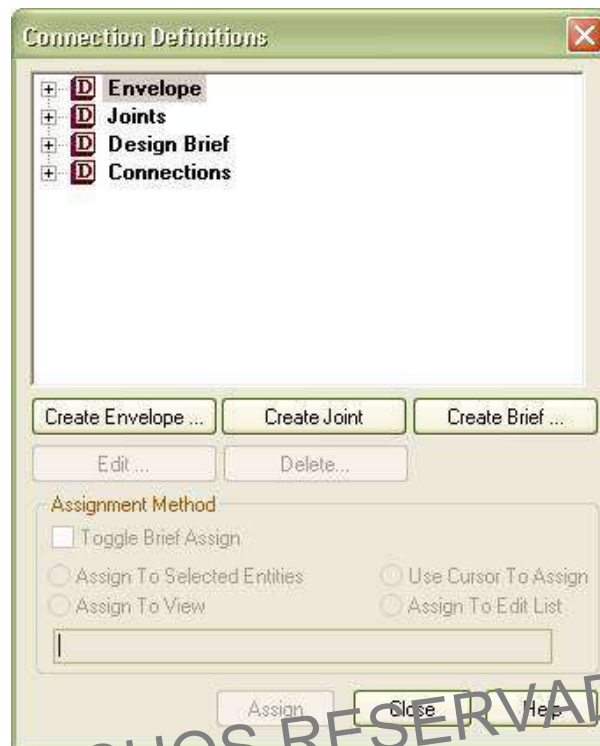 Connection Definitions
D Envelope
D Joints
D Design Brief
D Connections
Create Envelope ... Create Joint Create Brief ...
Edit ... Delete...
Assignment Method
Toggle Brief Assign
Assign To Selected Entities Use Cursor To Assign
Assign To View Assign To Edit List
Assign Close Help